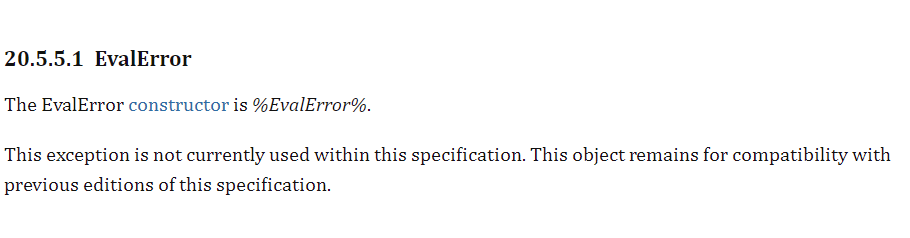 20.5.5.1 EvalError
The EvalError constructor is %EvalError%.
This exception is not currently used within this specification. This object remains for compatibility with
previous editions of this specification.